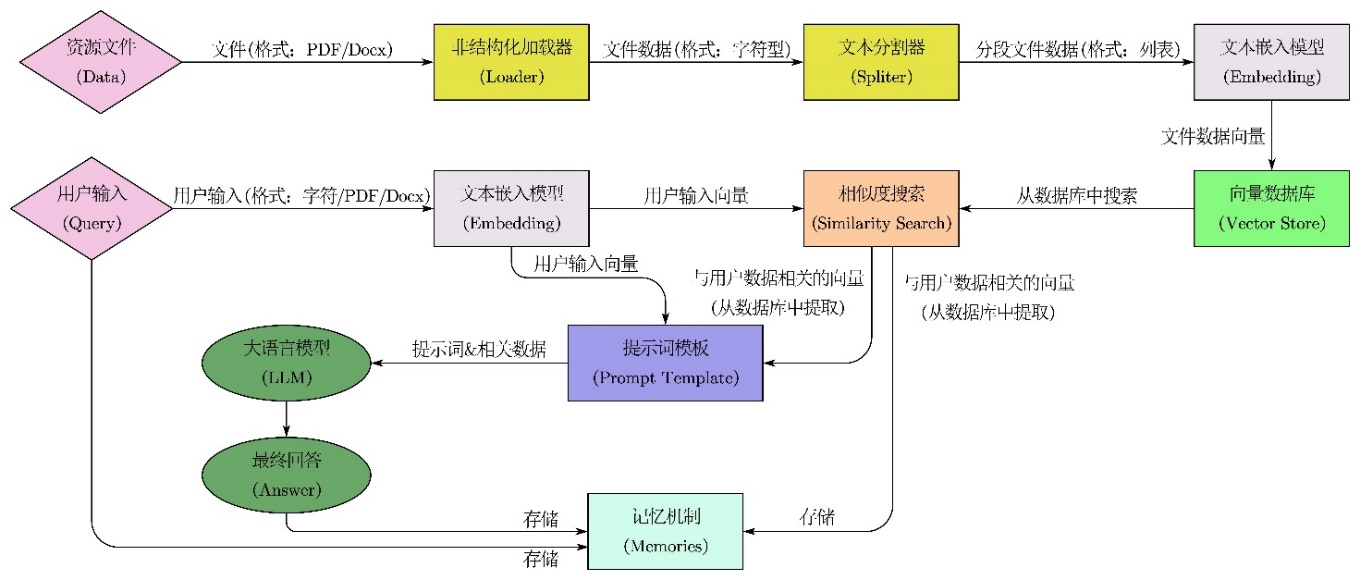 资源文件
(Data)
文件(格式：PDF/Docx)
非结构化加载器
(Loader)
文件数据(格式：字符型)
文本分割器
(Spliter)
分段文件数据(格式：列表)
文本嵌入模型
(Embedding)
文件数据向量
用户输入
(Query)
用户输入(格式：字符/PDF/Docx)
文本嵌入模型
(Embedding)
用户输入向量
相似度搜索
(Similarity Search)
从数据库中搜索
向量数据库
(Vector Store)
用户输入向量
与用户数据相关的向量
(从数据库中提取)
与用户数据相关的向量
(从数据库中提取)
大语言模型
(LLM)
提示词&相关数据
提示词模板
(Prompt Template)
最终回答
(Answer)
存储
存储
记忆机制
(Memories)
存储